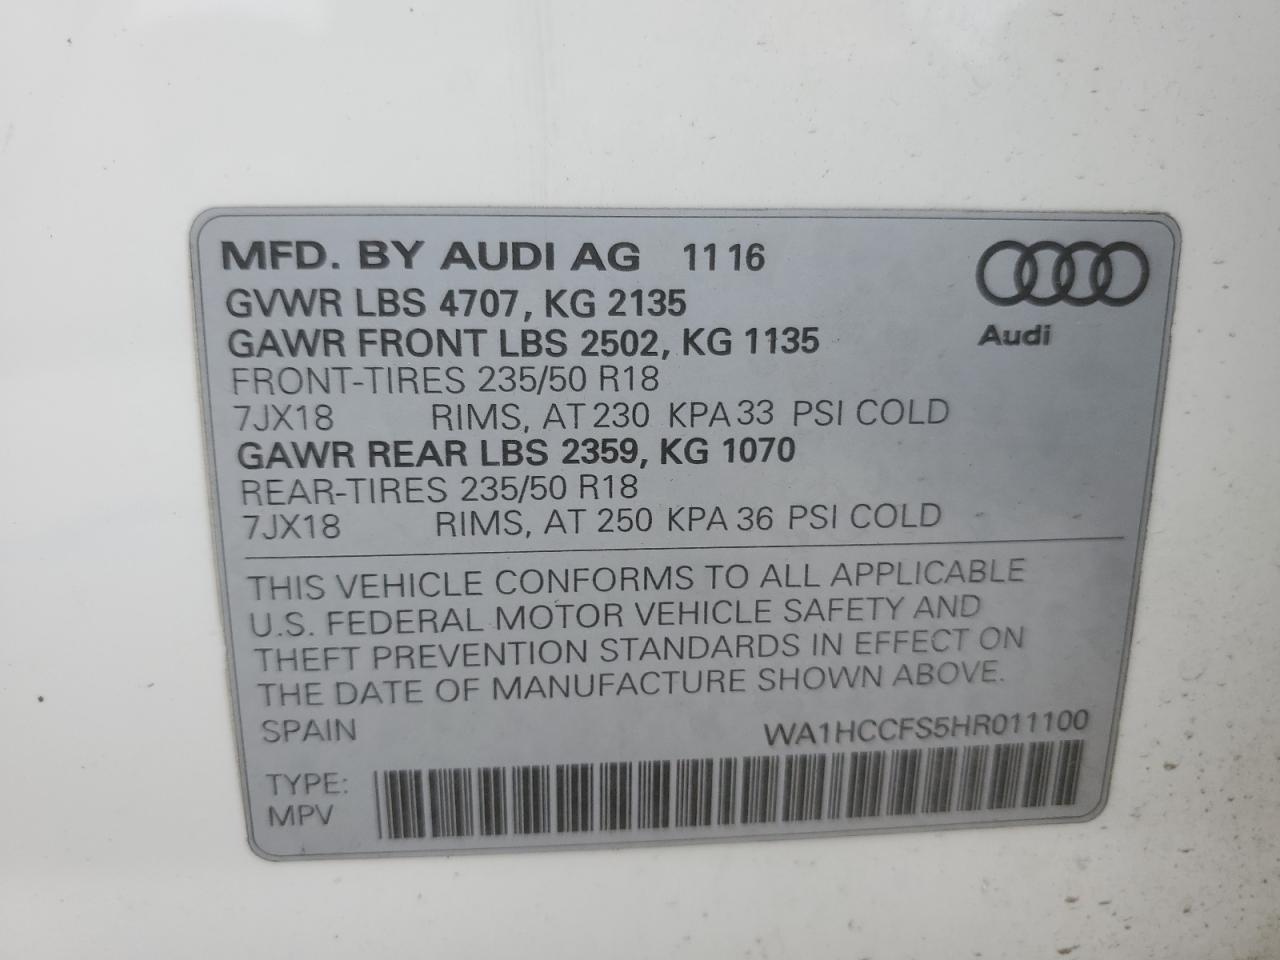 MFD. BY AUDI AG 11 16
GVWR LBS 4707, KG 2135
GAWR FRONT LBS 2502, KG 1135
Audi
FRONT-TIRES 235/50 R18
7JX18 RIMS, AT 230 KPA 33 PSI COLD
GAWR REAR LBS 2359, KG 1070
REAR-TIRES 235/50 R18
7JX18 RIMS, AT 250 KPA 36 PSI COLD
THIS VEHICLE CONFORMS TO ALL APPLICABLE
U.S. FEDERAL MOTOR VEHICLE SAFETY AND
THEFT PREVENTION STANDARDS IN EFFECT ON
THE DATE OF MANUFACTURE SHOWN ABOVE.
SPAIN WA1HCCFS5HR011100
TYPE:
MPV